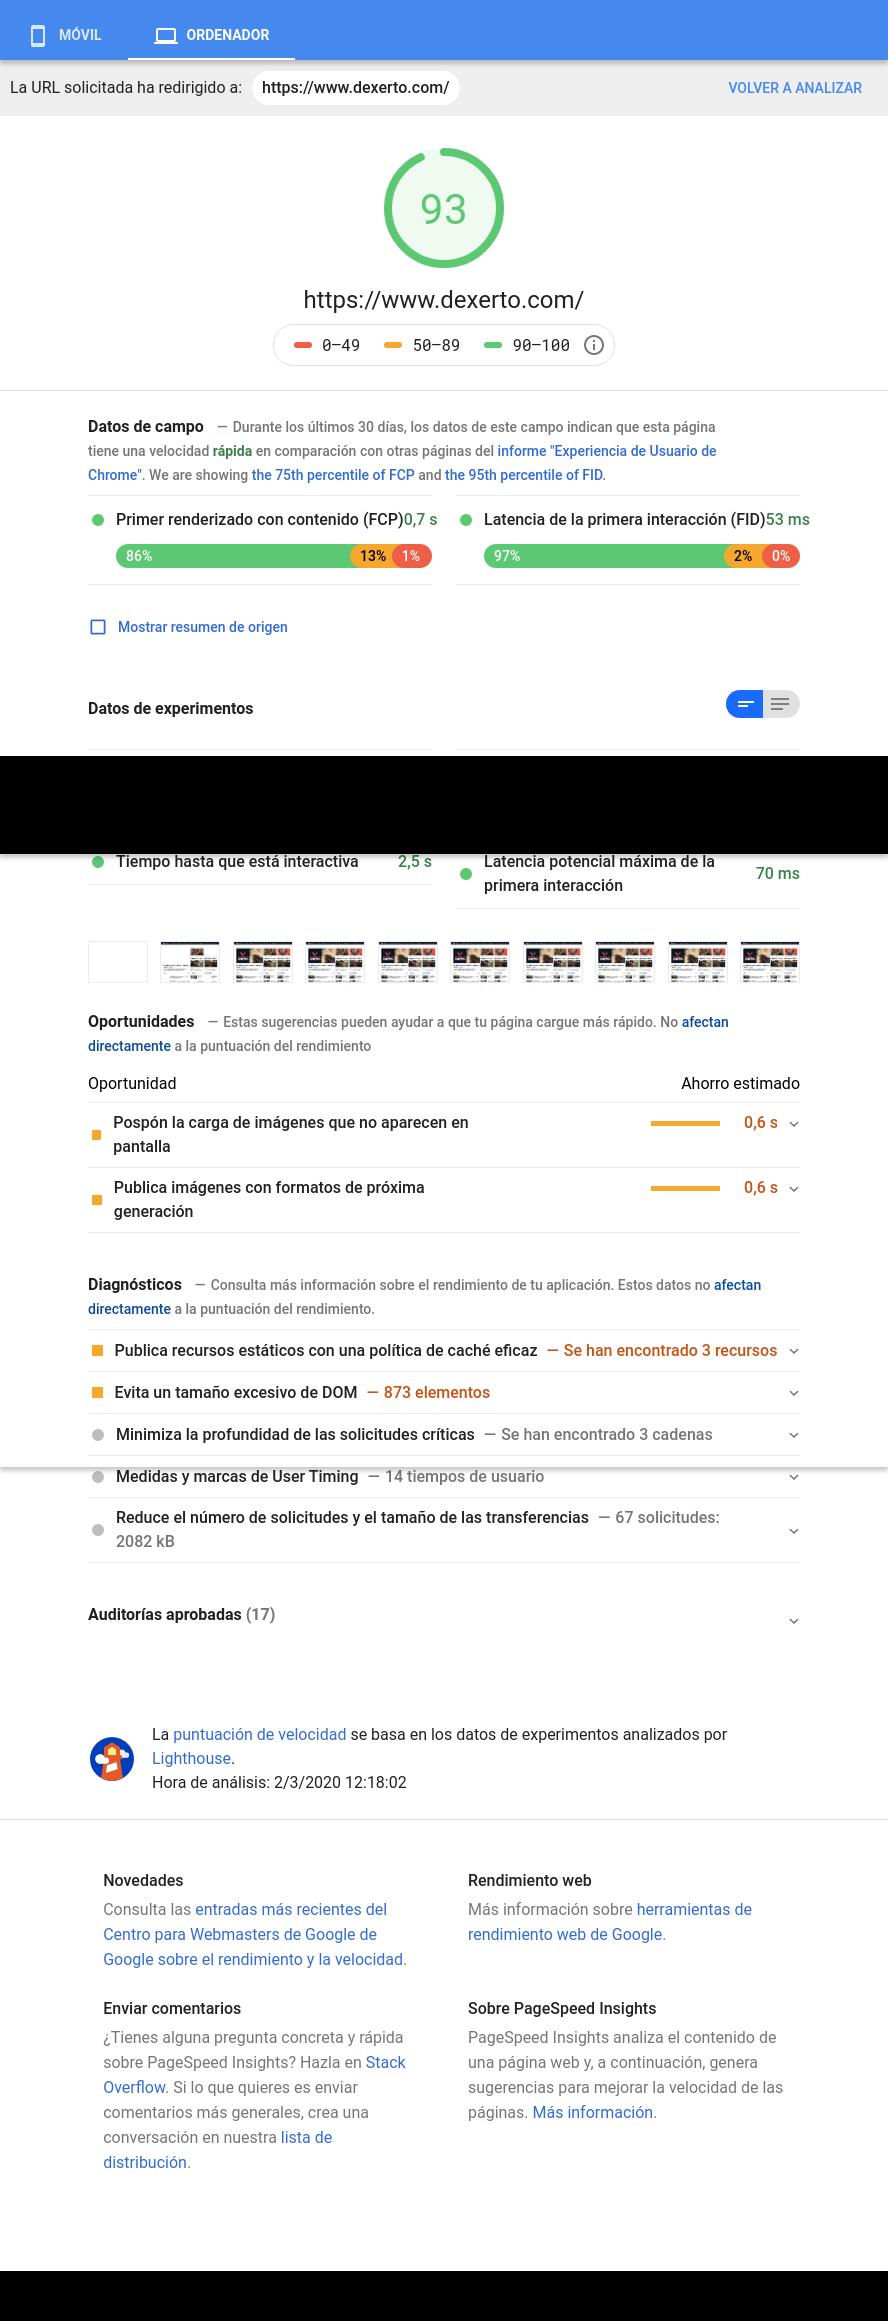 MÓVIL
ORDENADOR
La URL solicitada ha redirigido a: https://www.dexerto.com/ VOLVER A ANALIZAR
93
https://www.dexerto.com/
0–49 50–89 90–100
Datos de campo — Durante los últimos 30 días, los datos de este campo indican que esta página
tiene una velocidad rápida en comparación con otras páginas del informe "Experiencia de Usuario de
Chrome". We are showing the 75th percentile of FCP and the 95th percentile of FID.
Primer renderizado con contenido (FCP) 0,7 s
86% 13% 1%
Latencia de la primera interacción (FID) 53 ms
97% 2% 0%
Mostrar resumen de origen
Datos de experimentos
Tiempo hasta que está interactiva 2,5 s
Latencia potencial máxima de la
primera interacción
70 ms
Oportunidades — Estas sugerencias pueden ayudar a que tu página cargue más rápido. No afectan
directamente a la puntuación del rendimiento
Oportunidad Ahorro estimado
Pospón la carga de imágenes que no aparecen en
pantalla
0,6 s
Publica imágenes con formatos de próxima
generación
0,6 s
Diagnósticos — Consulta más información sobre el rendimiento de tu aplicación. Estos datos no afectan
directamente a la puntuación del rendimiento.
Publica recursos estáticos con una política de caché eficaz — Se han encontrado 3 recursos
Evita un tamaño excesivo de DOM — 873 elementos
Minimiza la profundidad de las solicitudes críticas — Se han encontrado 3 cadenas
Medidas y marcas de User Timing — 14 tiempos de usuario
Reduce el número de solicitudes y el tamaño de las transferencias — 67 solicitudes:
2082 kB
Auditorías aprobadas (17)
La puntuación de velocidad se basa en los datos de experimentos analizados por
Lighthouse.
Hora de análisis: 2/3/2020 12:18:02
Novedades
Consulta las entradas más recientes del
Centro para Webmasters de Google de
Google sobre el rendimiento y la velocidad.
Rendimiento web
Más información sobre herramientas de
rendimiento web de Google.
Enviar comentarios
¿Tienes alguna pregunta concreta y rápida
sobre PageSpeed Insights? Hazla en Stack
Overflow. Si lo que quieres es enviar
comentarios más generales, crea una
conversación en nuestra lista de
distribución.
Sobre PageSpeed Insights
PageSpeed Insights analiza el contenido de
una página web y, a continuación, genera
sugerencias para mejorar la velocidad de las
páginas. Más información.